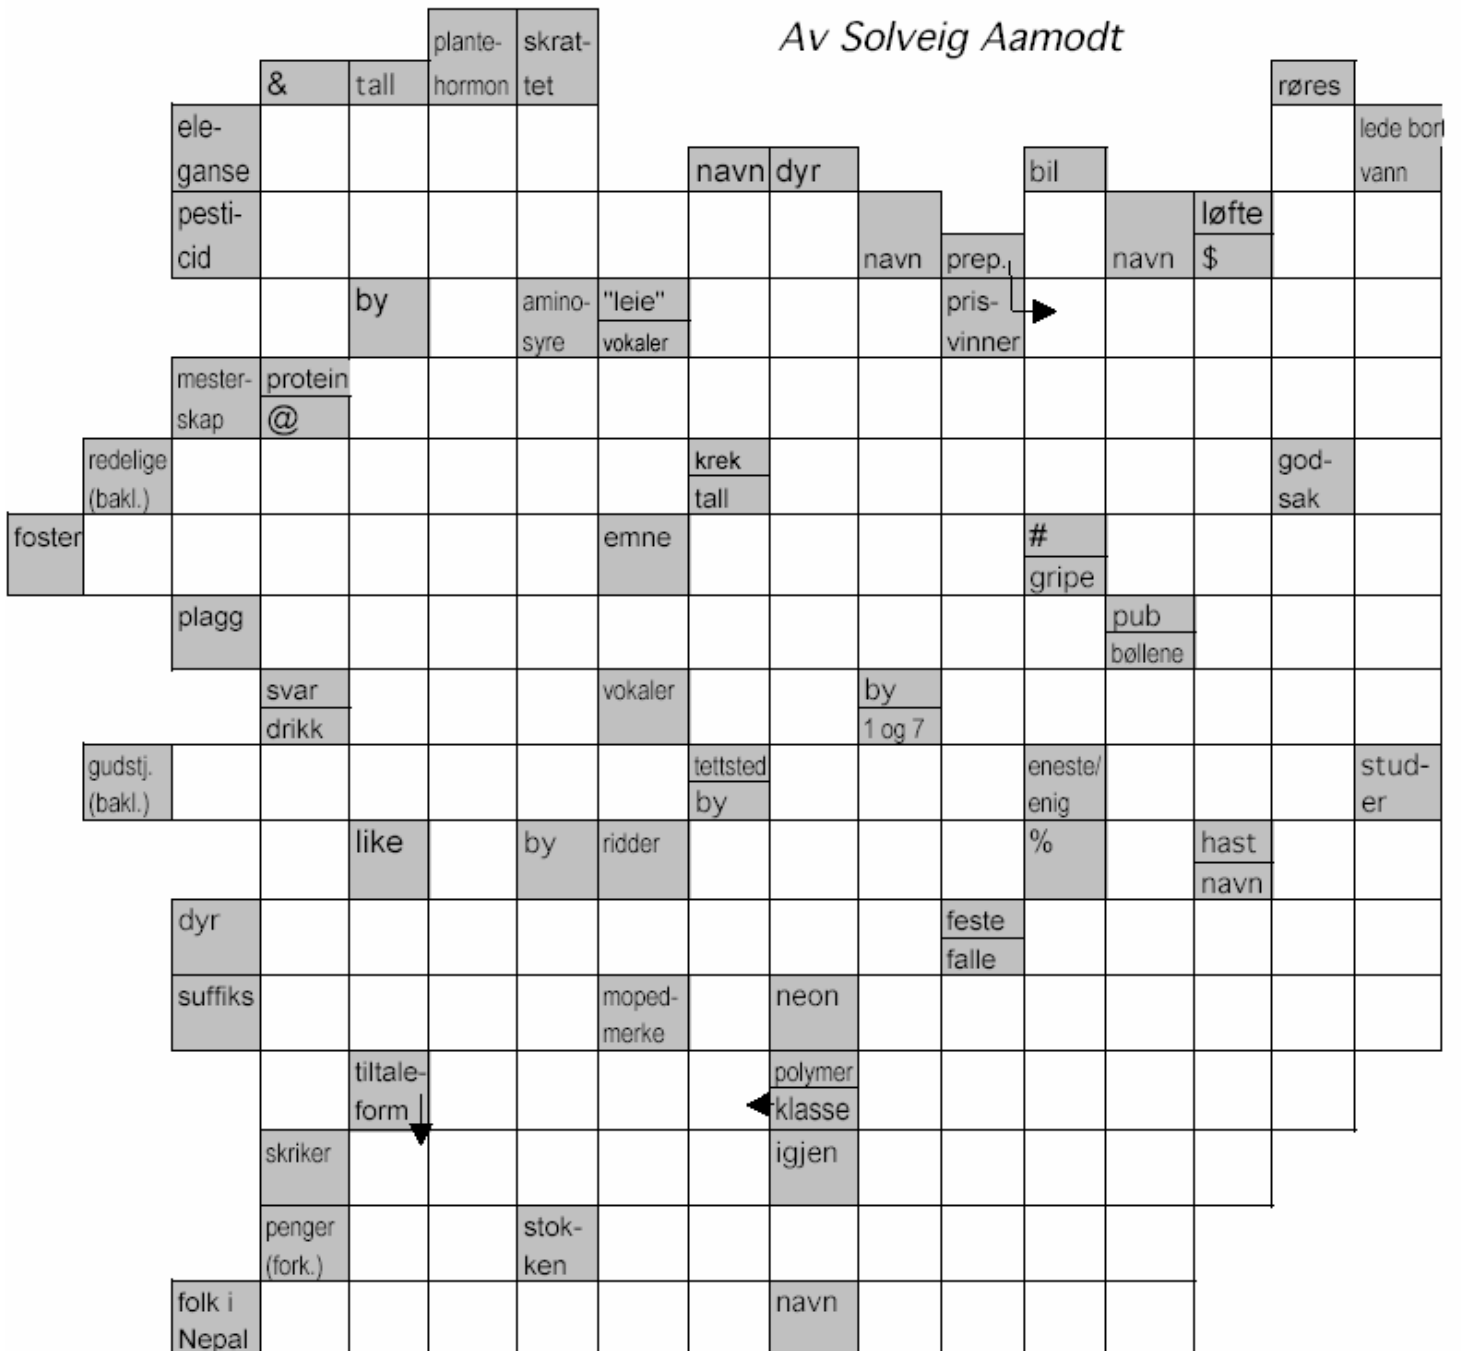 Av Solveig Aamodt
plante-
hormon
skrat-
tet
&
tall
røres
ele-
ganse
lede bort
vann
navn
dyr
bil
pesti-
cid
navn
prep.
navn
løfte
$
by
amino-
syre
"leie"
vokaler
pris-
vinner
mester-
skap
protein
@
redelige
(bakl.)
krek
tall
god-
sak
foster
emne
#
gripe
plagg
pub
bøllene
svar
drikk
vokaler
by
1 og 7
gudstj.
(bakl.)
tettsted
by
eneste/
enig
stud-
er
like
by
ridder
%
hast
navn
dyr
feste
falle
suffiks
moped-
merke
neon
tiltale-
form
polymer
klasse
skriker
igjen
penger
(fork.)
stok-
ken
folk i
Nepal
navn